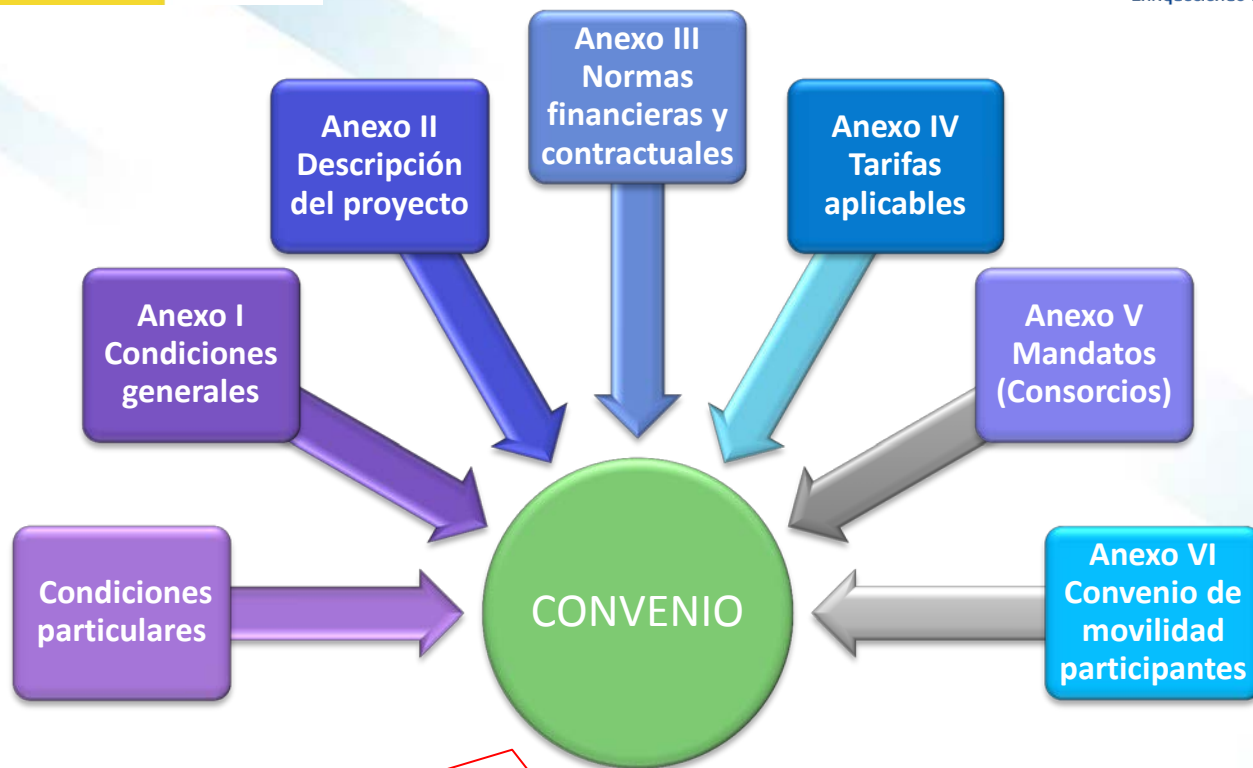 Anexo III
Normas
financieras y
contractuales
Anexo II
Descripción
del proyecto
Anexo IV
Tarifas
aplicables
Anexo I
Condiciones
generales
Anexo V
Mandatos
(Consorcios)
Condiciones
particulares
CONVENIO
Anexo VI
Convenio de
movilidad
participantes